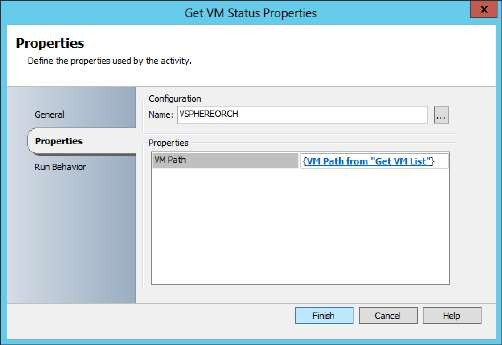 Get VM Status Properties
x
Properties
Define the properties used by the activity.
General
Properties
Run Behavior
Configuration
Name: VSPHEREORCH ...
Properties
VM Path {VM Path from "Get VM List"}
Finish Cancel Help